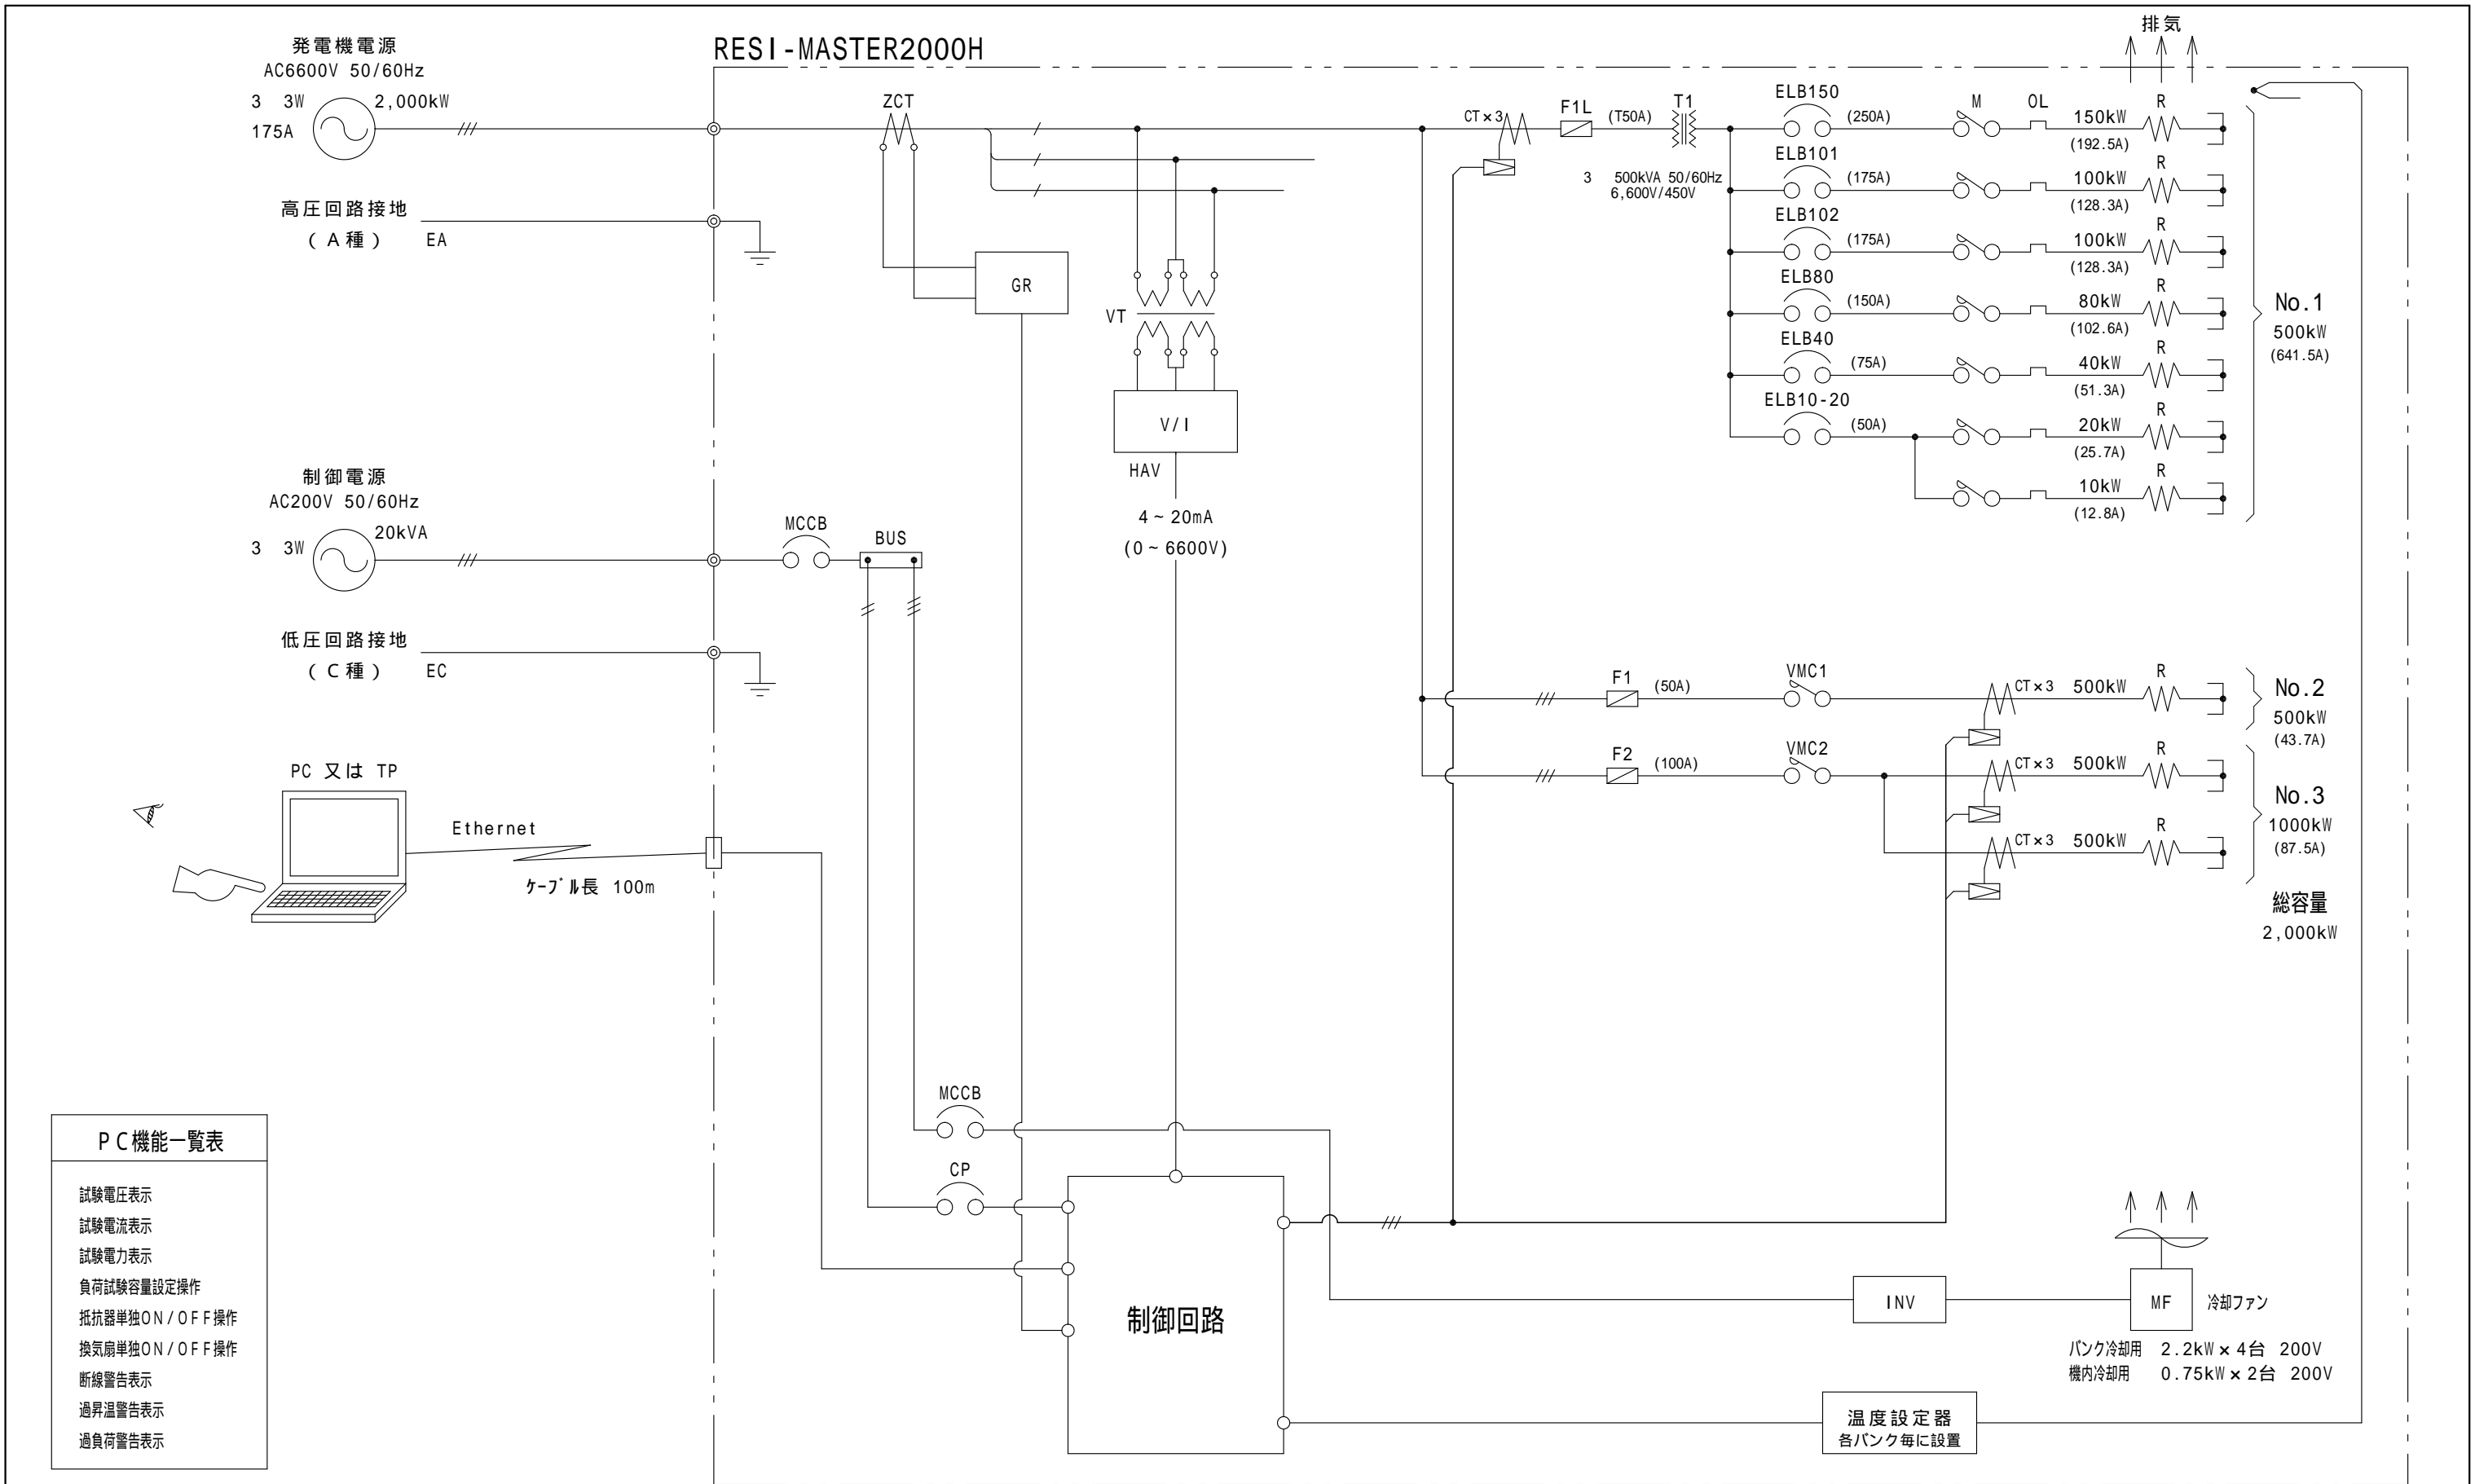 RESI-MASTER2000H
発電機電源
AC6600V 50/60Hz
3 3W 2,000kW
175A
高圧回路接地
(A種) EA
制御電源
AC200V 50/60Hz
20kVA
3 3W
低圧回路接地
(C種) EC
PC 又は TP
Ethernet
ケーブル長 100m
PC機能一覧表
試験電圧表示
試験電流表示
試験電力表示
負荷試験容量設定操作
抵抗器単独ON/OFF操作
換気扇単独ON/OFF操作
断線警告表示
過昇温警告表示
過負荷警告表示
ZCT
GR
VT
V/I
HAV
4~20mA
(0~6600V)
MCCB
BUS
MCCB
CP
制御回路
CT×3
F1L
(T50A)
T1
3 500kVA 50/60Hz
6,600V/450V
排気
ELB150
(250A)
M
OL
150kW
(192.5A)
R
ELB101
(175A)
100kW
(128.3A)
R
ELB102
(175A)
100kW
(128.3A)
R
ELB80
(150A)
80kW
(102.6A)
R
ELB40
(75A)
40kW
(51.3A)
R
ELB10-20
(50A)
20kW
(25.7A)
R
10kW
(12.8A)
R
No.1
500kW
(641.5A)
F1
(50A)
VMC1
CT×3
500kW
R
No.2
500kW
(43.7A)
F2
(100A)
VMC2
CT×3
500kW
R
CT×3
500kW
R
No.3
1000kW
(87.5A)
総容量
2,000kW
INV
MF
冷却ファン
バンク冷却用 2.2kW×4台 200V
機内冷却用 0.75kW×2台 200V
温度設定器
各バンク毎に設置